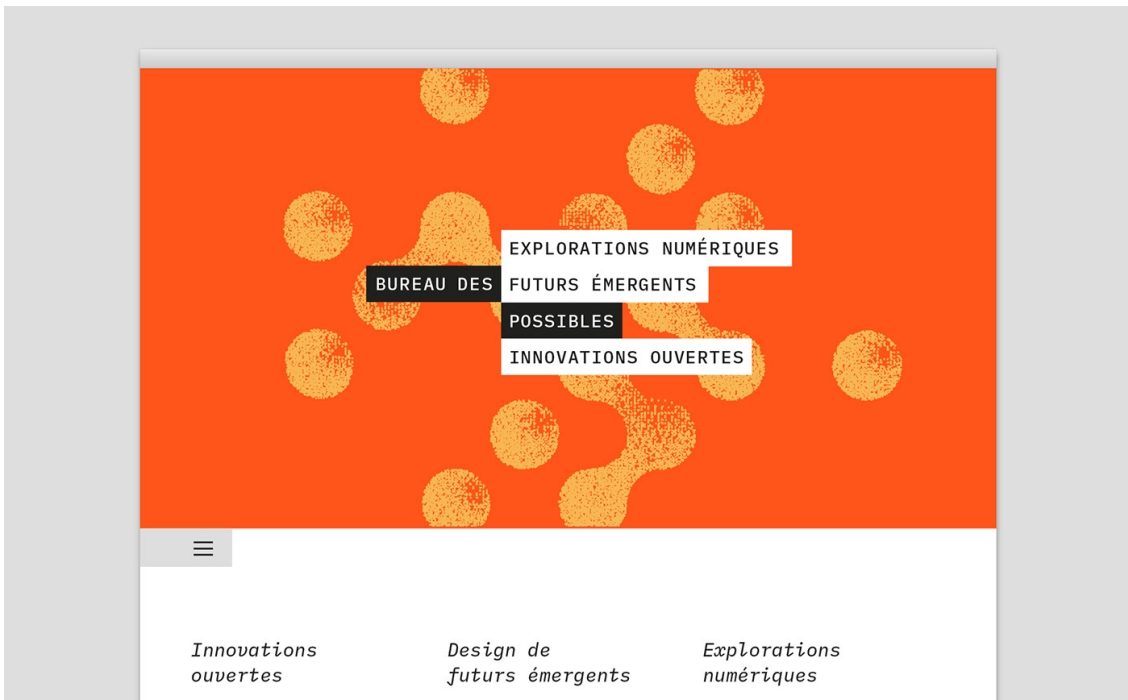 EXPLORATIONS NUMÉRIQUES
BUREAU DES FUTURS ÉMERGENTS
POSSIBLES
INNOVATIONS OUVERTES
Innovations
ouvertes
Design de
futurs émergents
Explorations
numériques